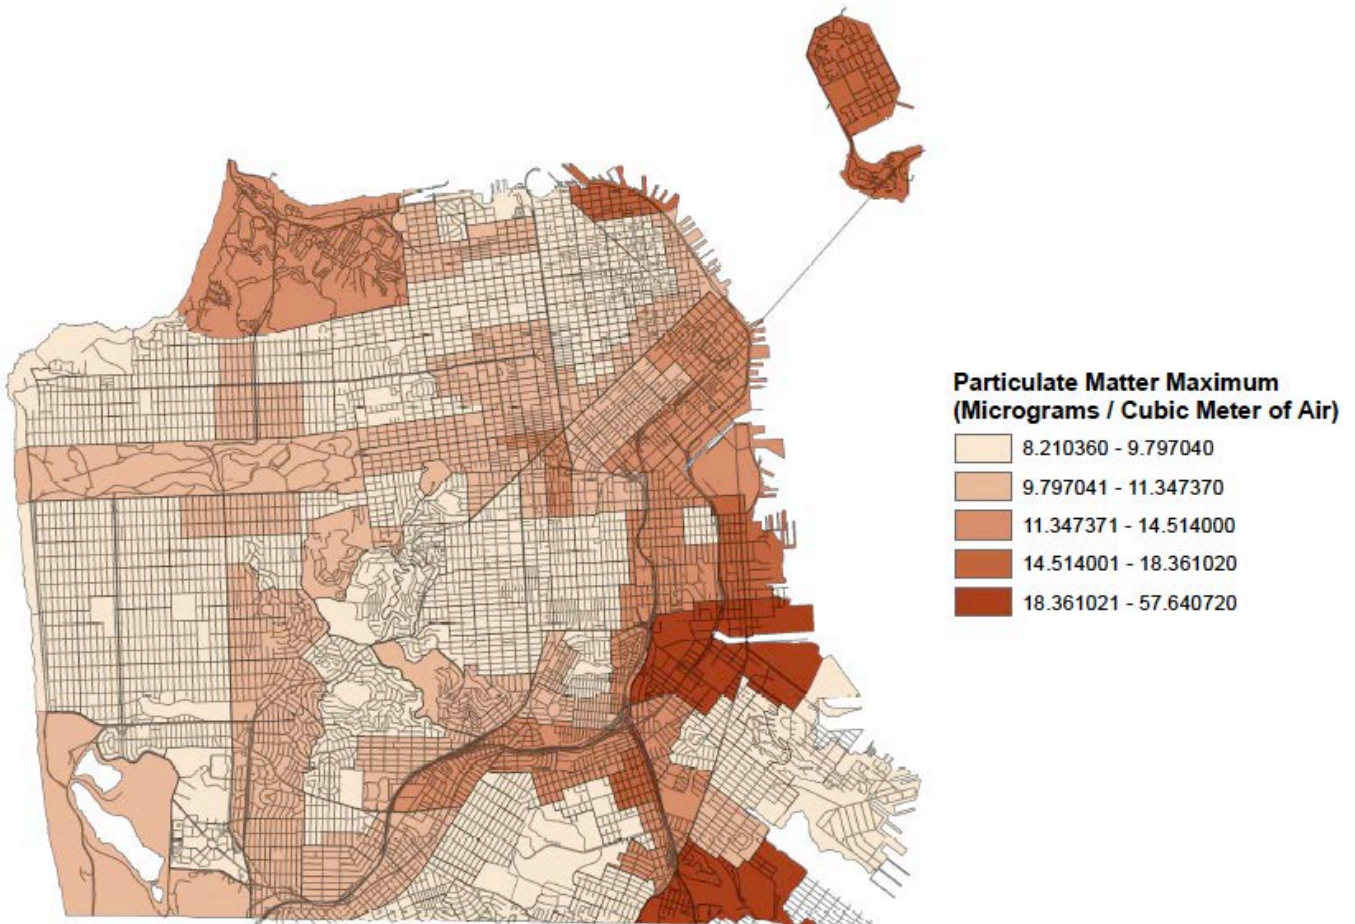 Particulate Matter Maximum
(Micrograms / Cubic Meter of Air)
8.210360 - 9.797040
9.797041 - 11.347370
11.347371 - 14.514000
14.514001 - 18.361020
18.361021 - 57.640720